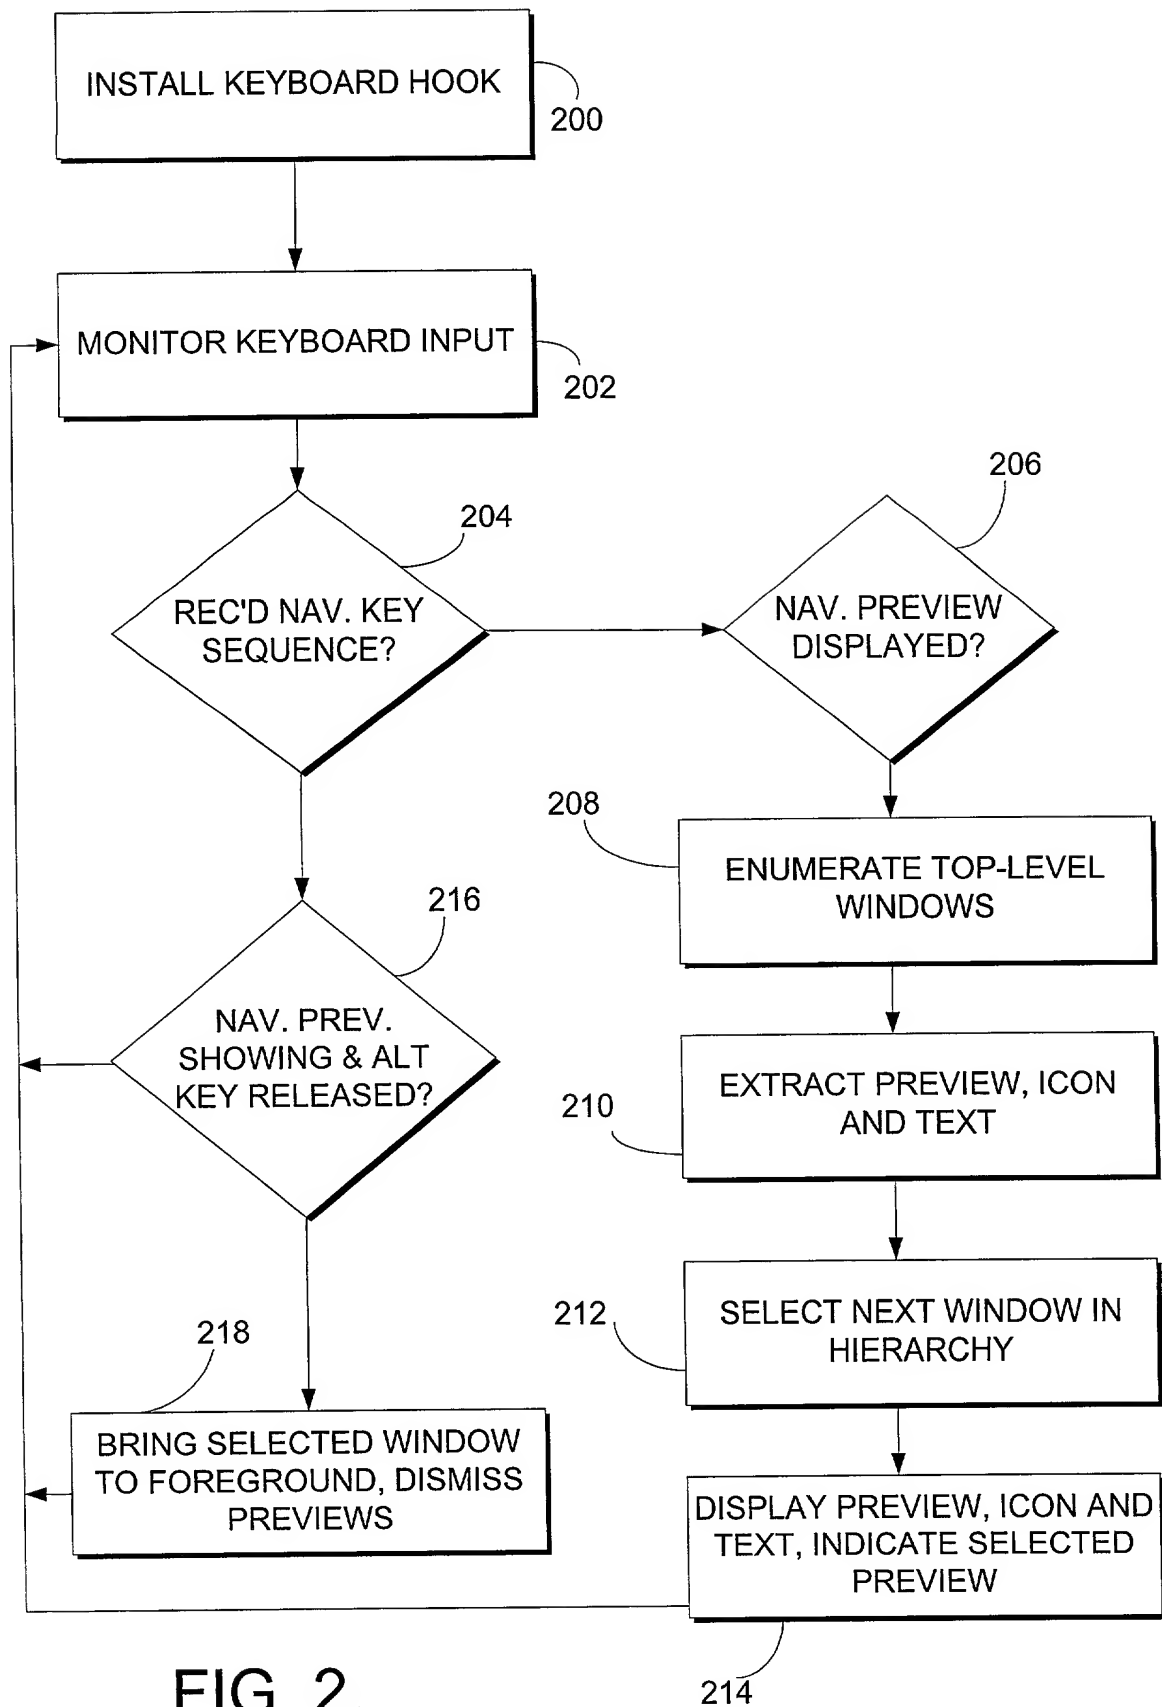 INSTALL KEYBOARD HOOK
200
MONITOR KEYBOARD INPUT
202
204
REC'D NAV. KEY
SEQUENCE?
206
NAV. PREVIEW
DISPLAYED?
208
ENUMERATE TOP-LEVEL
WINDOWS
216
NAV. PREV.
SHOWING & ALT
KEY RELEASED?
210
EXTRACT PREVIEW, ICON
AND TEXT
212
SELECT NEXT WINDOW IN
HIERARCHY
218
BRING SELECTED WINDOW
TO FOREGROUND, DISMISS
PREVIEWS
DISPLAY PREVIEW, ICON AND
TEXT, INDICATE SELECTED
PREVIEW
214
FIG. 2.